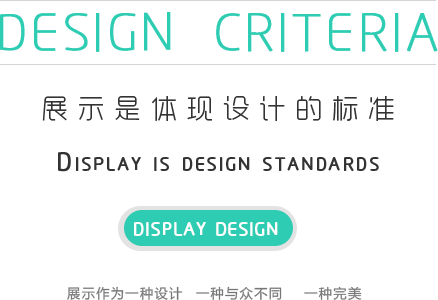 DESIGN CRITERIA
展示是体现设计的标准
DISPLAY IS DESIGN STANDARDS
DISPLAY DESIGN
展示作为一种设计 一种与众不同 一种完美